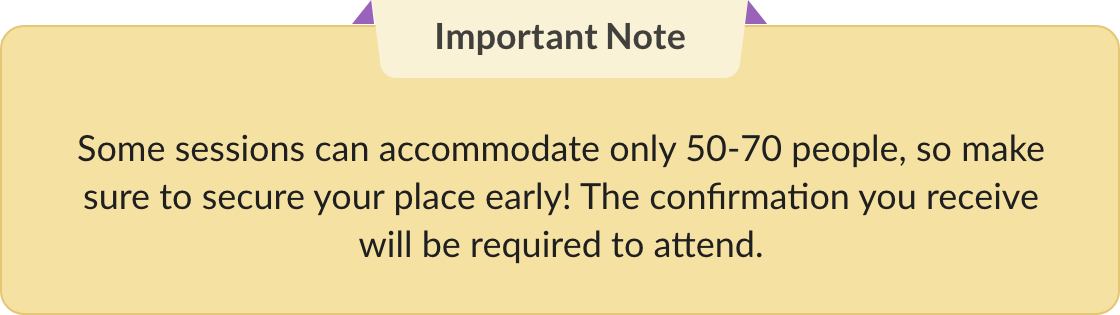 Important Note
Some sessions can accommodate only 50-70 people, so make
sure to secure your place early! The confirmation you receive
will be required to attend.